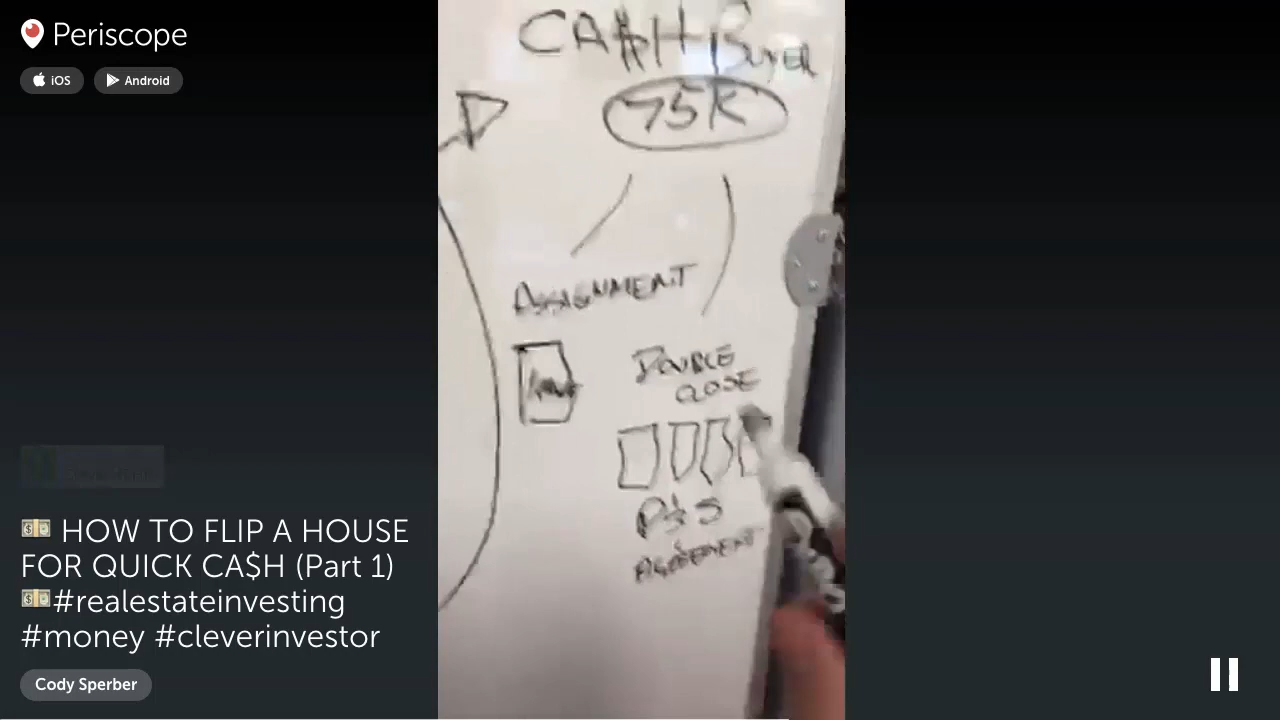 Periscope
iOS
Android
CA$H BUYER
75K
ASSIGNMENT
DOUBLE
CLOSE
P&S
AGREEMENT
💵 HOW TO FLIP A HOUSE
FOR QUICK CA$H (Part 1)
💵#realestateinvesting
#money #cleverinvestor
Cody Sperber